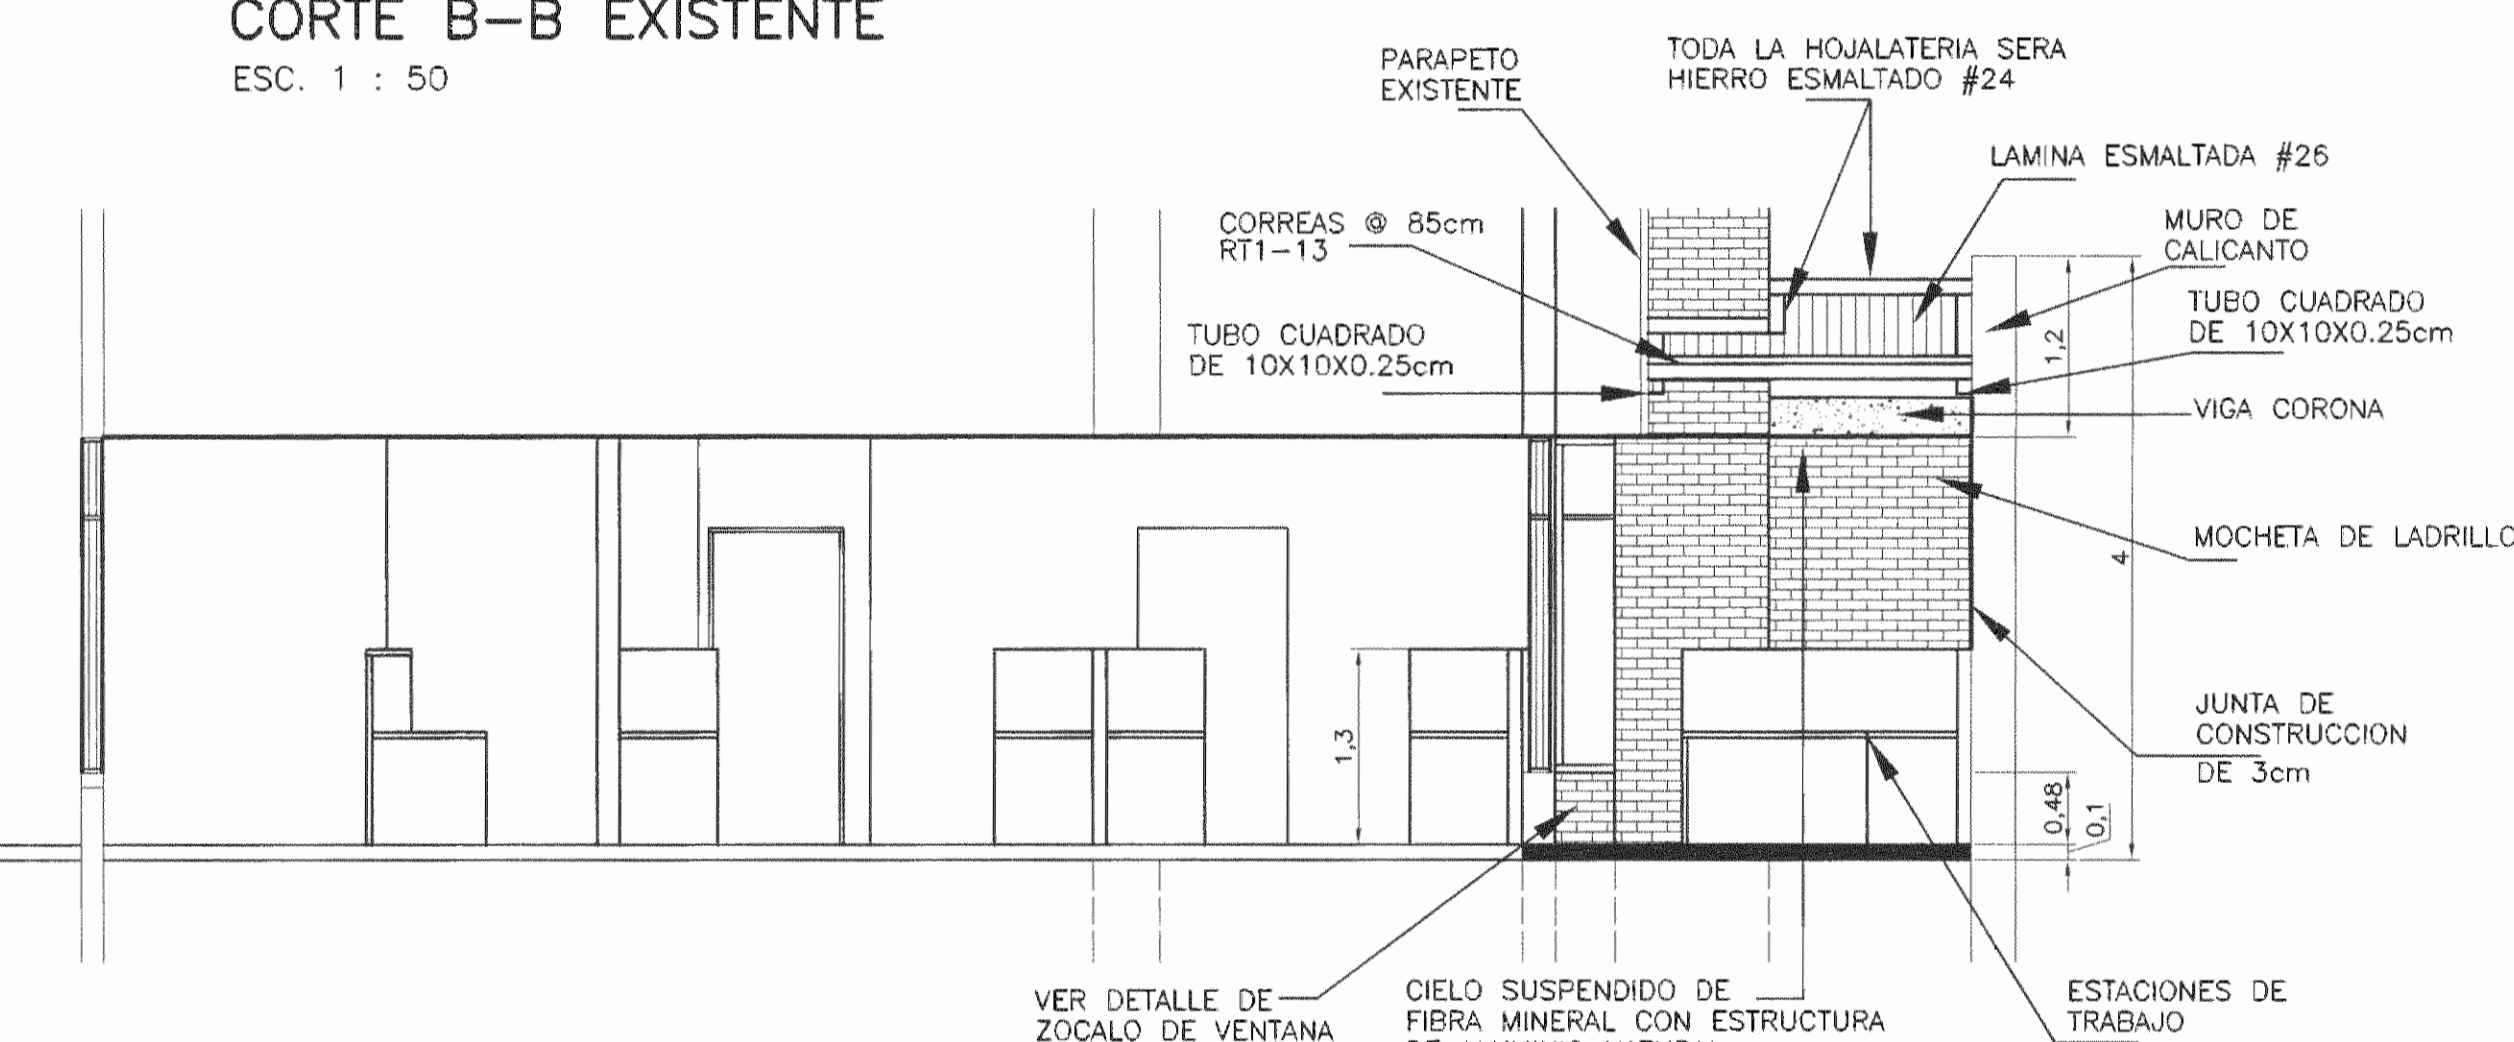 CORTE B-B EXISTENTE
ESC. 1 : 50
PARAPETO
EXISTENTE
TODA LA HOJALATERIA SERA
HIERRO ESMALTADO #24
LAMINA ESMALTADA #26
CORREAS @ 85cm
RT1-13
MURO DE
CALICANTO
TUBO CUADRADO
DE 10X10X0.25cm
TUBO CUADRADO
DE 10X10X0.25cm
1,2
VIGA CORONA
MOCHETA DE LADRILLO
4
JUNTA DE
CONSTRUCCION
DE 3cm
1,3
0,48
0,1
VER DETALLE DE
ZOCALO DE VENTANA
CIELO SUSPENDIDO DE
FIBRA MINERAL CON ESTRUCTURA
ESTACIONES DE
TRABAJO